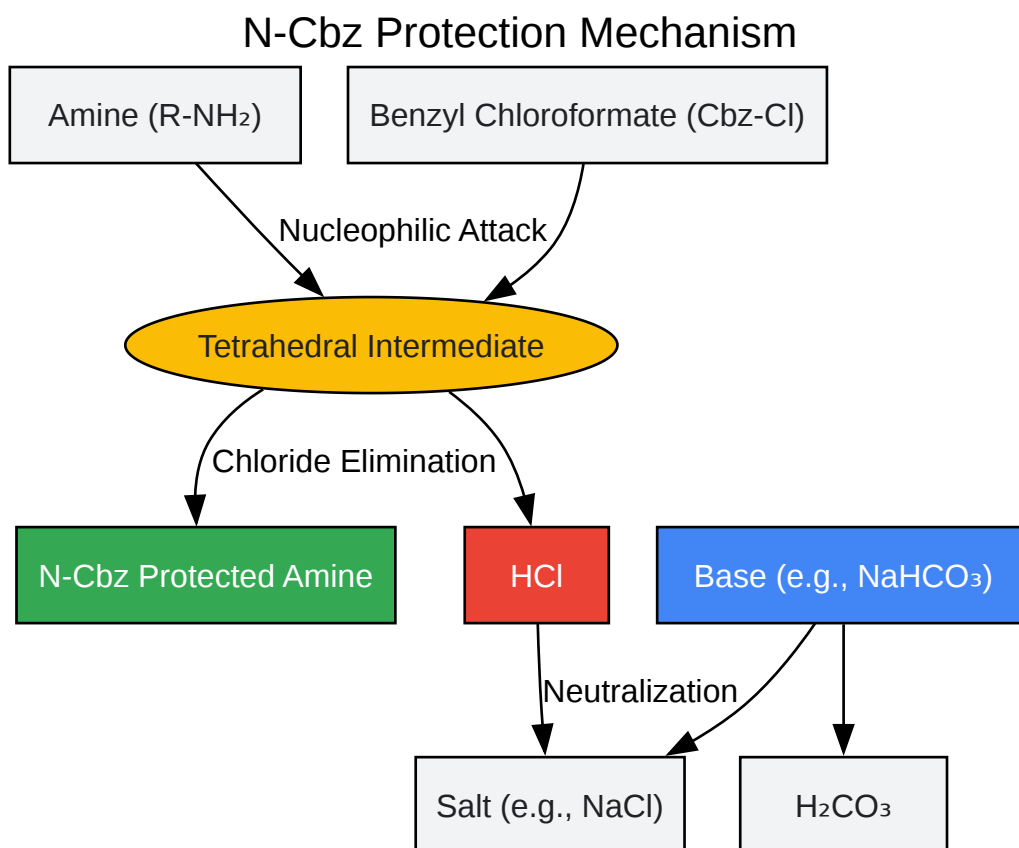 N-Cbz Protection Mechanism
Amine (R-NH₂)
Benzyl Chloroformate (Cbz-Cl)
Nucleophilic Attack
Tetrahedral Intermediate
Chloride Elimination
N-Cbz Protected Amine
HCl
Base (e.g., NaHCO₃)
Neutralization
Salt (e.g., NaCl)
H₂CO₃